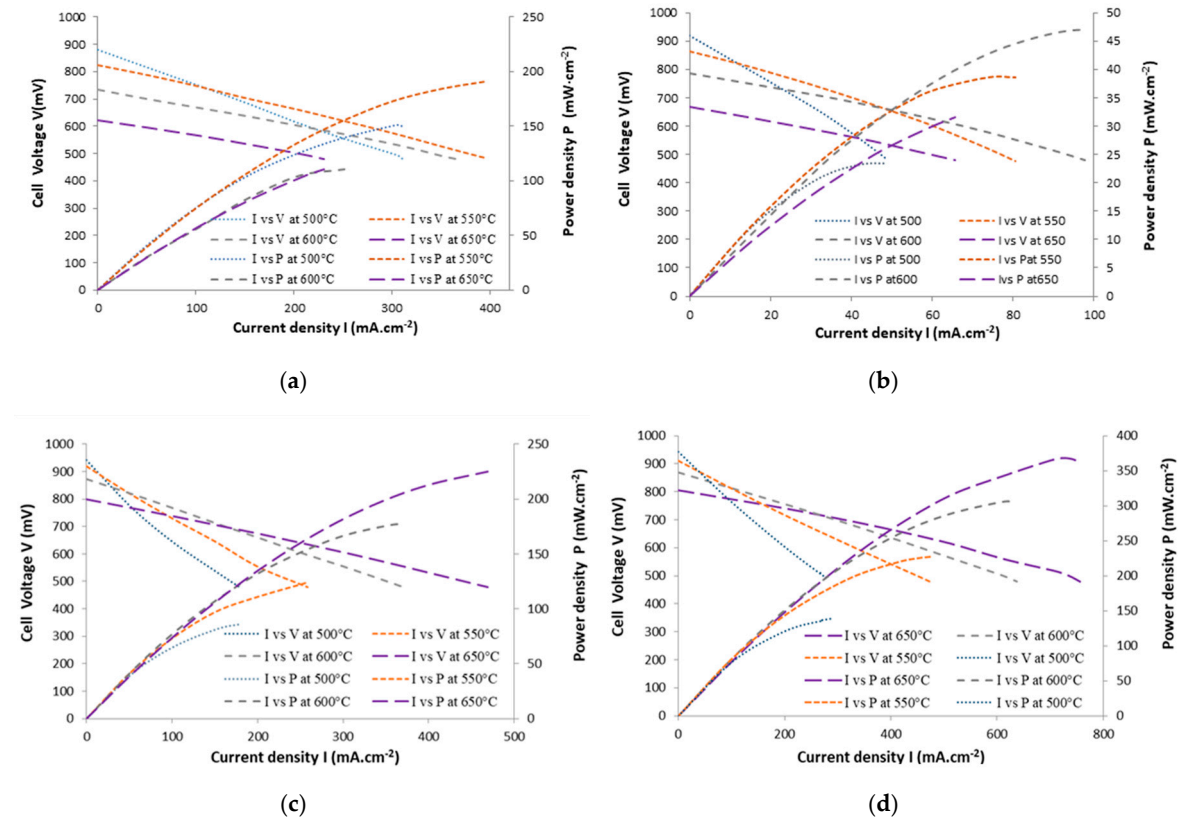 1000
900
800
700
600
500
400
300
200
100
0
Cell Voltage V(mV)
250
200
150
100
50
0
Power density P (mW·cm-2)
0 100 200 300 400
Current density I (mA.cm-2)
I vs V at 500°C I vs V at 550°C
I vs V at 600°C I vs V at 650°C
I vs P at 500°C I vs P at 550°C
I vs P at 600°C I vs P at 650°C
(a)
1000
900
800
700
600
500
400
300
200
100
0
Cell Voltage V (mV)
50
45
40
35
30
25
20
15
10
5
0
Power density P (mW.cm-2)
0 20 40 60 80 100
Current density I (mA.cm-2)
I vs V at 500 I vs V at 550
I vs V at 600 I vs V at 650
I vs P at 500 I vs Pat 550
I vs P at600 Ivs P at650
(b)
1000
900
800
700
600
500
400
300
200
100
0
Cell Voltage V (mV)
250
200
150
100
50
0
Power density P (mW.cm-2)
0 100 200 300 400 500
Current density I (mA.cm-2)
I vs V at 500°C I vs V at 550°C
I vs V at 600°C I vs V at 650°C
I vs P at 500°C I vs P at 550°C
I vs P at 600°C I vs P at 650°C
(c)
1000
900
800
700
600
500
400
300
200
100
0
Cell Voltage V (mV)
400
350
300
250
200
150
100
50
0
Power density P (mW.cm-2)
0 200 400 600 800
Current density I (mA.cm-2)
I vs V at 650°C I vs V at 600°C
I vs V at 550°C I vs V at 500°C
I vs P at 650°C I vs P at 600°C
I vs P at 550°C I vs P at 500°C
(d)